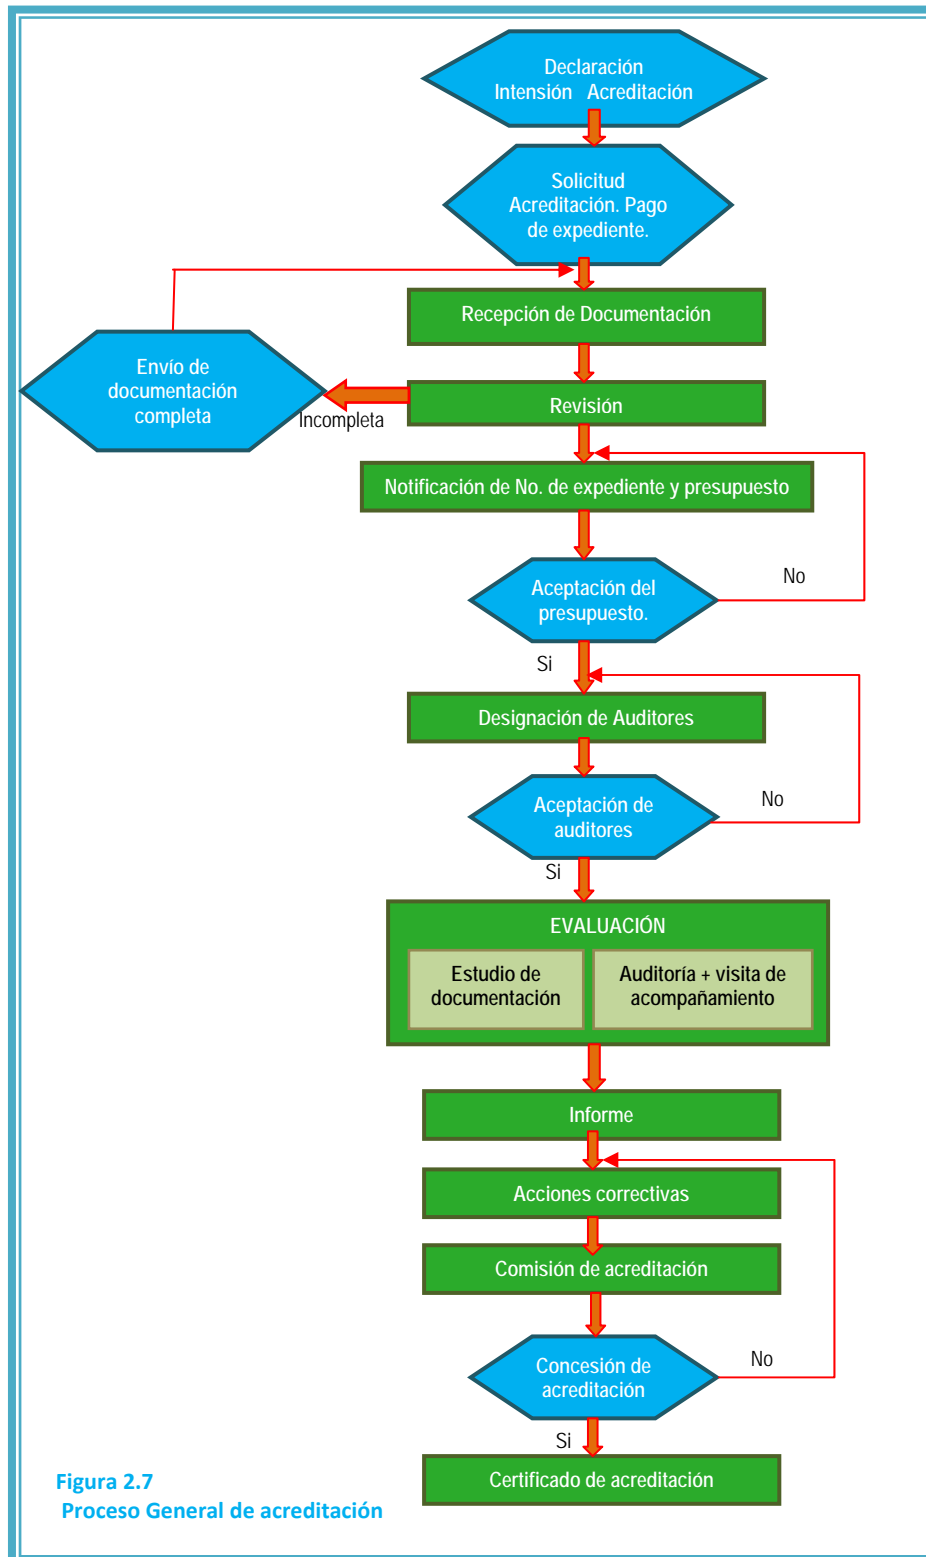 Declaración
Intensión Acreditación
Solicitud
Acreditación. Pago
de expediente.
Recepción de Documentación
Envío de
documentación
completa
Incompleta
Revisión
Notificación de No. de expediente y presupuesto
Aceptación del
presupuesto.
No
Si
Designación de Auditores
Aceptación de
auditores
No
Si
EVALUACIÓN
Estudio de
documentación
Auditoría + visita de
acompañamiento
Informe
Acciones correctivas
Comisión de acreditación
Concesión de
acreditación
No
Si
Certificado de acreditación
Figura 2.7
Proceso General de acreditación